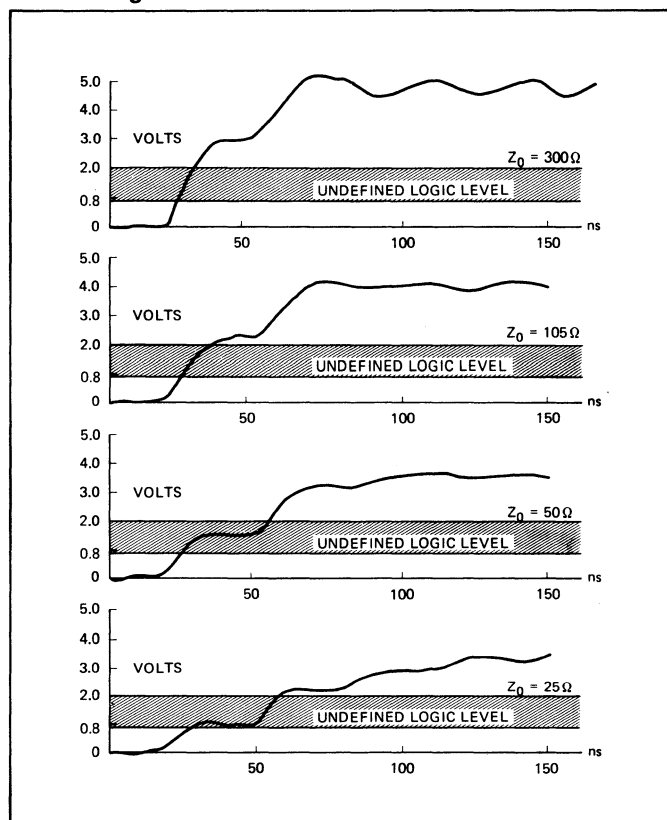 5.0
4.0
3.0 VOLTS
2.0 Z₀ = 300Ω
UNDEFINED LOGIC LEVEL
0.8
0 ns
50 100 150
5.0
4.0
3.0 VOLTS
2.0 Z₀ = 105Ω
UNDEFINED LOGIC LEVEL
0.8
0 ns
50 100 150
5.0
4.0
3.0 VOLTS
2.0 Z₀ = 50Ω
UNDEFINED LOGIC LEVEL
0.8
0 ns
50 100 150
5.0
4.0
3.0 VOLTS
2.0 Z₀ = 25Ω
UNDEFINED LOGIC LEVEL
0.8
0 ns
50 100 150